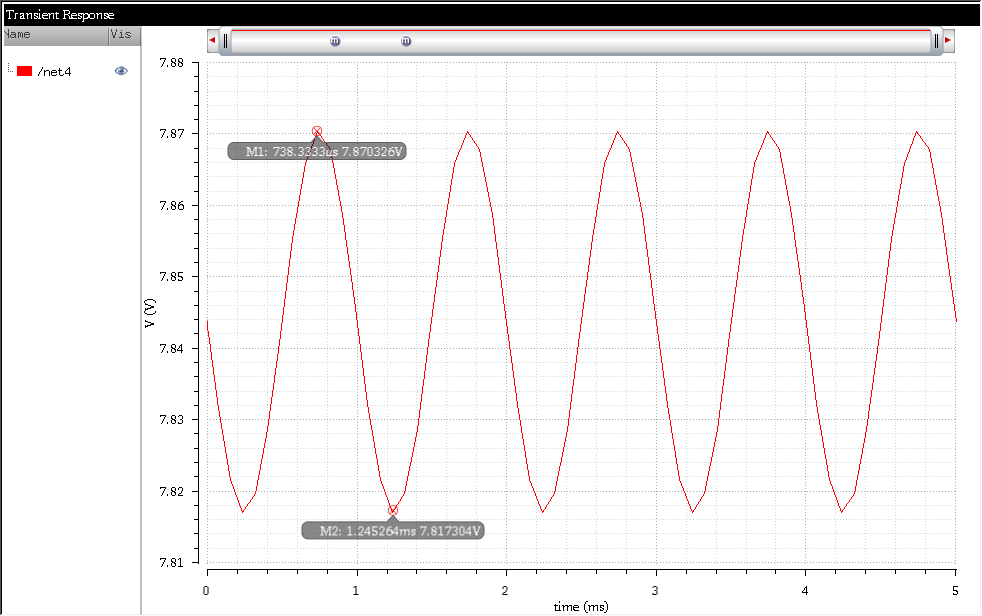 Transient Response
Name Vis
/net4
m m
7.88
7.87
7.86
7.85
7.84
7.83
7.82
7.81
V (V)
M1: 738.3333us 7.870326V
M2: 1.245264ms 7.817304V
0 1 2 3 4 5
time (ms)